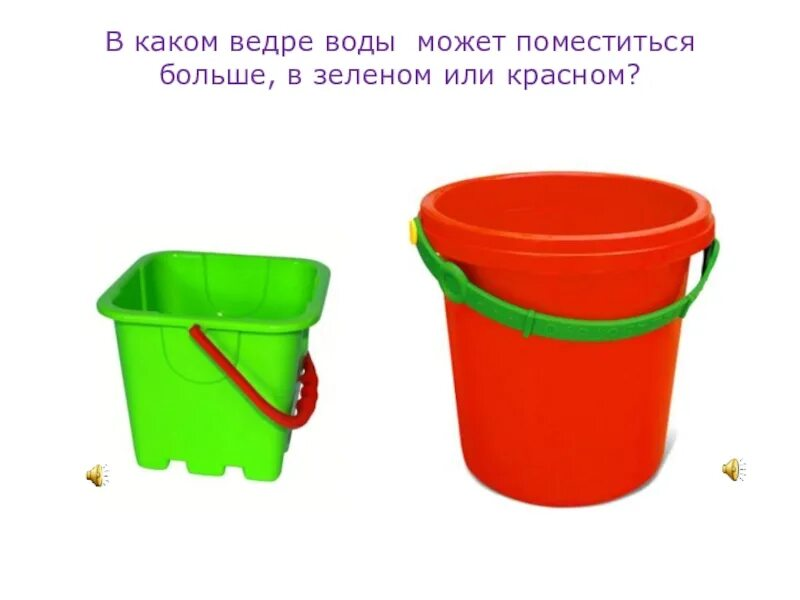 В каком ведре воды может поместиться
больше, в зеленом или красном?